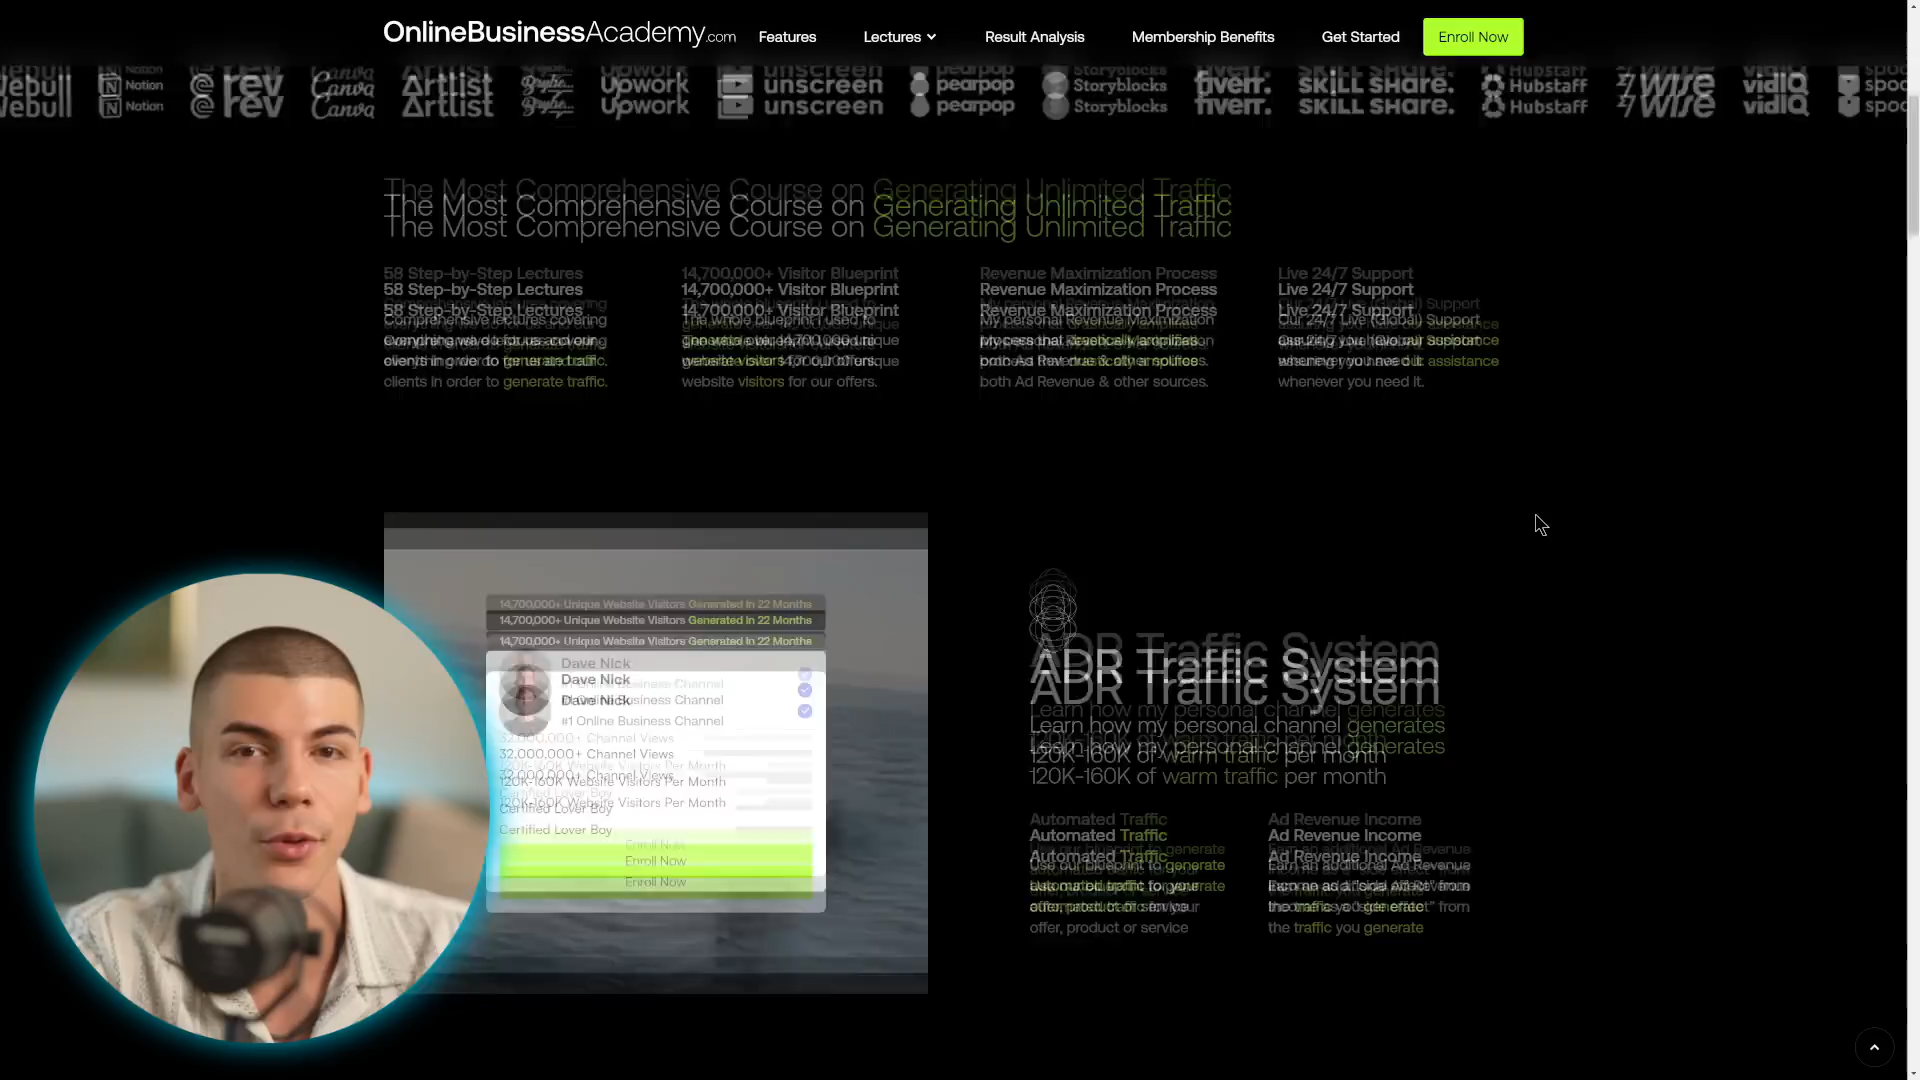 OnlineBusinessAcademy.com Features Lectures Result Analysis Membership Benefits Get Started Enroll Now
ebull Notion rev Canva Artlist Upwork unscreen pearpop Storyblocks fiverr. SKILL SHARE. Hubstaff WISE vidIQ spoc
The Most Comprehensive Course on Generating Unlimited Traffic
58 Step-by-Step Lectures
Comprehensive lectures covering
everything we do for us and our
clients in order to generate traffic.
14,700,000+ Visitor Blueprint
The whole blueprint I used to
generate over 14,700,000 unique
website visitors for our offers.
Revenue Maximization Process
My personal Revenue Maximization
process that drastically amplifies
both Ad Revenue & other sources.
Live 24/7 Support
Our 24/7 Live (Global) Support
assuring you have our assistance
whenever you need it.
14,700,000+ Unique Website Visitors Generated In 22 Months
Dave Nick
#1 Online Business Channel
32,000,000+ Channel Views
120K-160K Website Visitors Per Month
Certified Lover Boy
Enroll Now
ADR Traffic System
Learn how my personal channel generates
120K-160K of warm traffic per month
Automated Traffic
Use our blueprint to generate
automated traffic for your
offer, product or service
Ad Revenue Income
Earn an additional Ad Revenue
Income as a "side effect" from
the traffic you generate